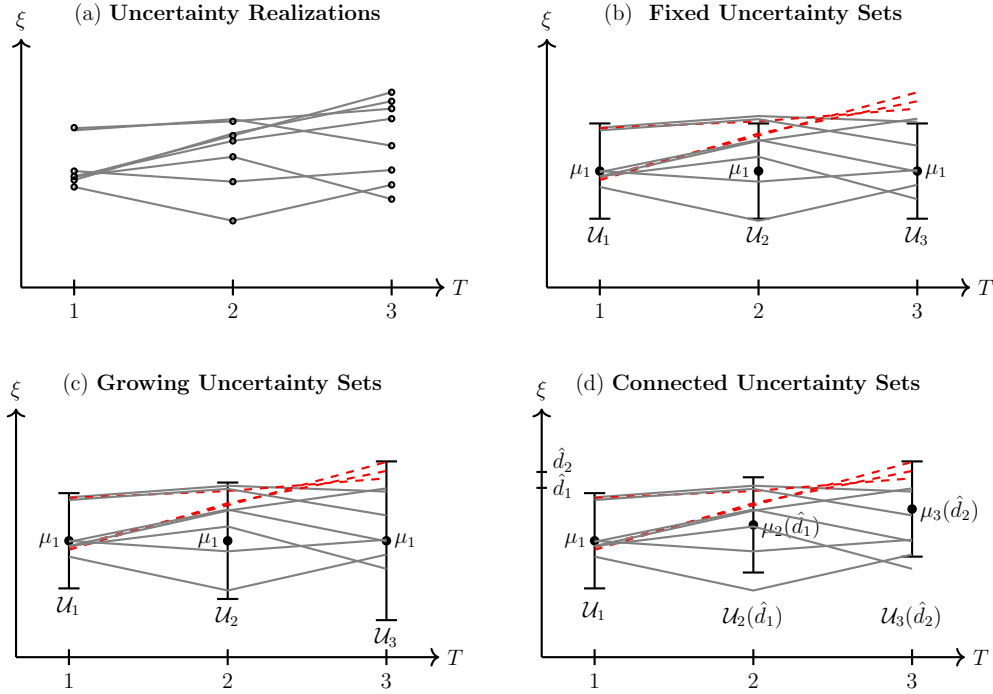 (a) Uncertainty Realizations
ξ
T
1
2
3
(b) Fixed Uncertainty Sets
ξ
μ₁
μ₁
μ₁
𝒰₁
𝒰₂
𝒰₃
T
1
2
3
(c) Growing Uncertainty Sets
ξ
μ₁
μ₁
μ₁
𝒰₁
𝒰₂
𝒰₃
T
1
2
3
(d) Connected Uncertainty Sets
ξ
d̂₂
d̂₁
μ₁
μ₂(d̂₁)
μ₃(d̂₂)
𝒰₁
𝒰₂(d̂₁)
𝒰₃(d̂₂)
T
1
2
3